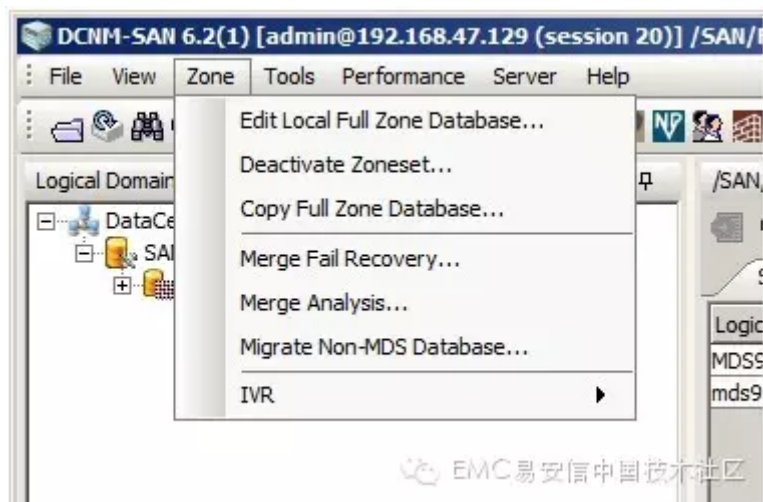 DCNM-SAN 6.2(1) [admin@192.168.47.129 (session 20)] /SAN/
File View Zone Tools Performance Server Help
Edit Local Full Zone Database...
Deactivate Zoneset...
Copy Full Zone Database...
Merge Fail Recovery...
Merge Analysis...
Migrate Non-MDS Database...
IVR
Logical Domain
DataCe
SAN
/SAN/
Logic
MDS9
mds9
EMC易安信中国技术社区